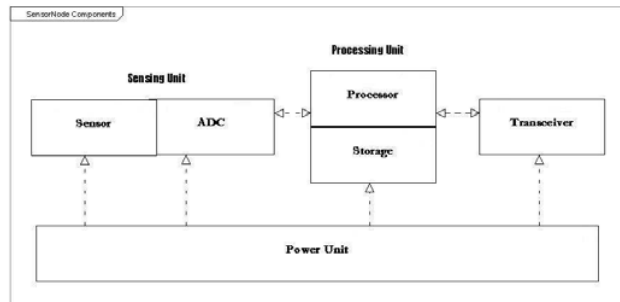 SensorNode Components
Processing Unit
Sensing Unit
Processor
Sensor
ADC
Transceiver
Storage
Power Unit